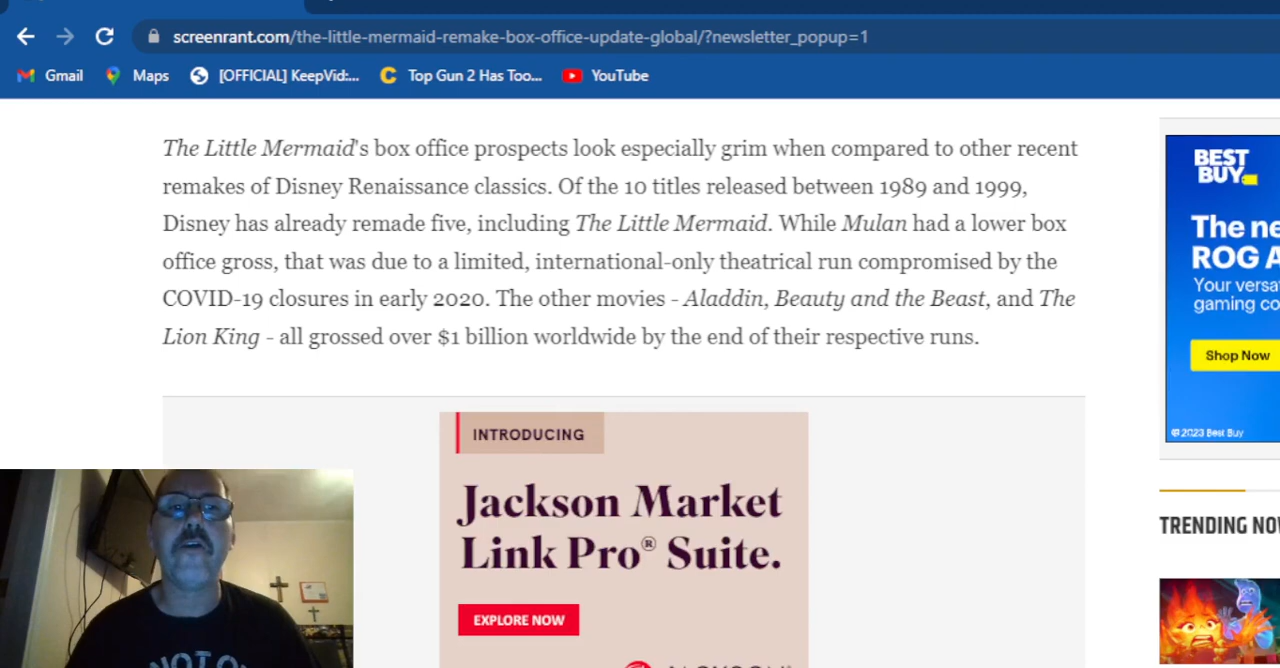 screenrant.com/the-little-mermaid-remake-box-office-update-global/?newsletter_popup=1
Gmail Maps [OFFICIAL] KeepVid:... Top Gun 2 Has Too... YouTube
The Little Mermaid's box office prospects look especially grim when compared to other recent
remakes of Disney Renaissance classics. Of the 10 titles released between 1989 and 1999,
Disney has already remade five, including The Little Mermaid. While Mulan had a lower box
office gross, that was due to a limited, international-only theatrical run compromised by the
COVID-19 closures in early 2020. The other movies - Aladdin, Beauty and the Beast, and The
Lion King - all grossed over $1 billion worldwide by the end of their respective runs.
BEST
BUY
The ne
ROG A
Your versa
gaming co
Shop Now
© 2023 Best Buy
INTRODUCING
Jackson Market
Link Pro® Suite.
EXPLORE NOW
TRENDING NO
NOT O